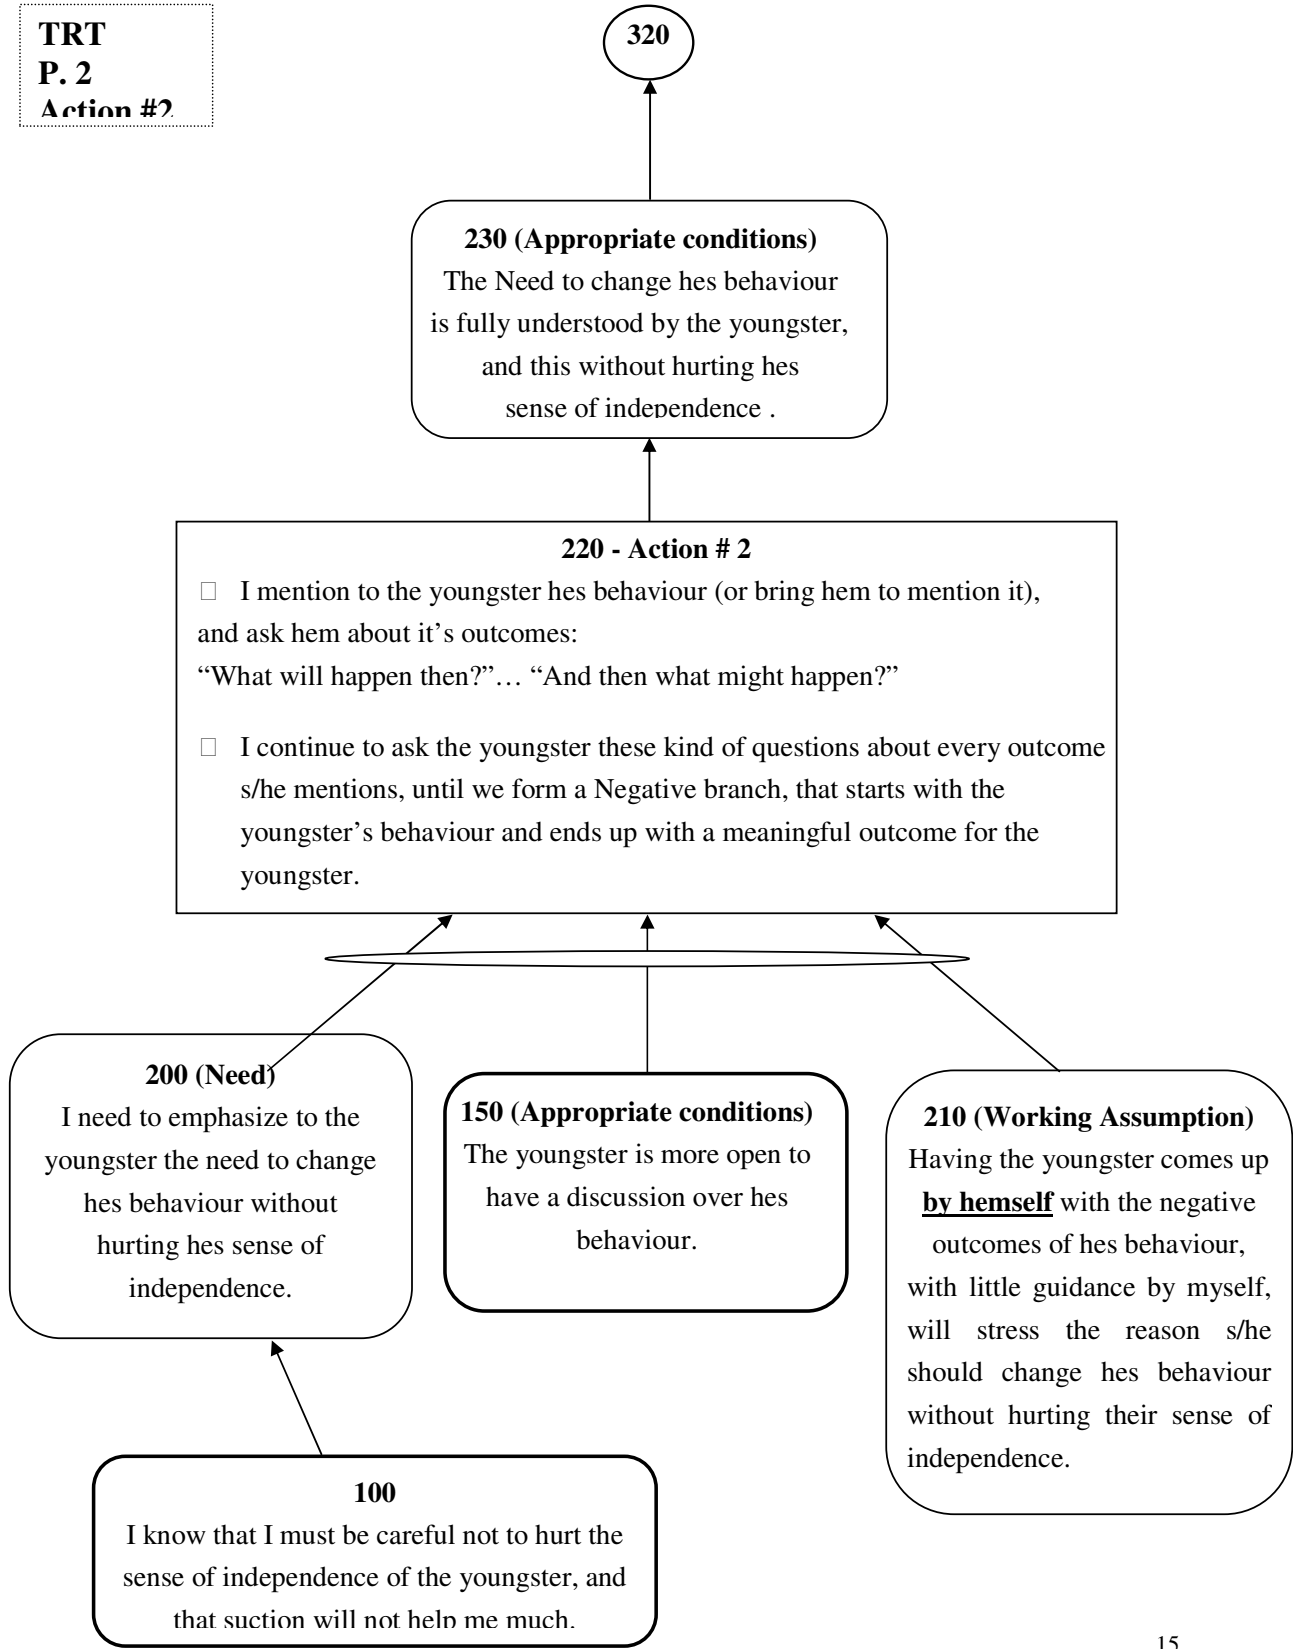 TRT
P. 2
Action #2
320
230 (Appropriate conditions)
The Need to change hes behaviour
is fully understood by the youngster,
and this without hurting hes
sense of independence .
220 - Action # 2
□ I mention to the youngster hes behaviour (or bring hem to mention it),
and ask hem about it’s outcomes:
“What will happen then?”… “And then what might happen?”
□ I continue to ask the youngster these kind of questions about every outcome
s/he mentions, until we form a Negative branch, that starts with the
youngster’s behaviour and ends up with a meaningful outcome for the
youngster.
200 (Need)
I need to emphasize to the
youngster the need to change
hes behaviour without
hurting hes sense of
independence.
150 (Appropriate conditions)
The youngster is more open to
have a discussion over hes
behaviour.
210 (Working Assumption)
Having the youngster comes up
by hemself with the negative
outcomes of hes behaviour,
with little guidance by myself,
will stress the reason s/he
should change hes behaviour
without hurting their sense of
independence.
100
I know that I must be careful not to hurt the
sense of independence of the youngster, and
that suction will not help me much.
15